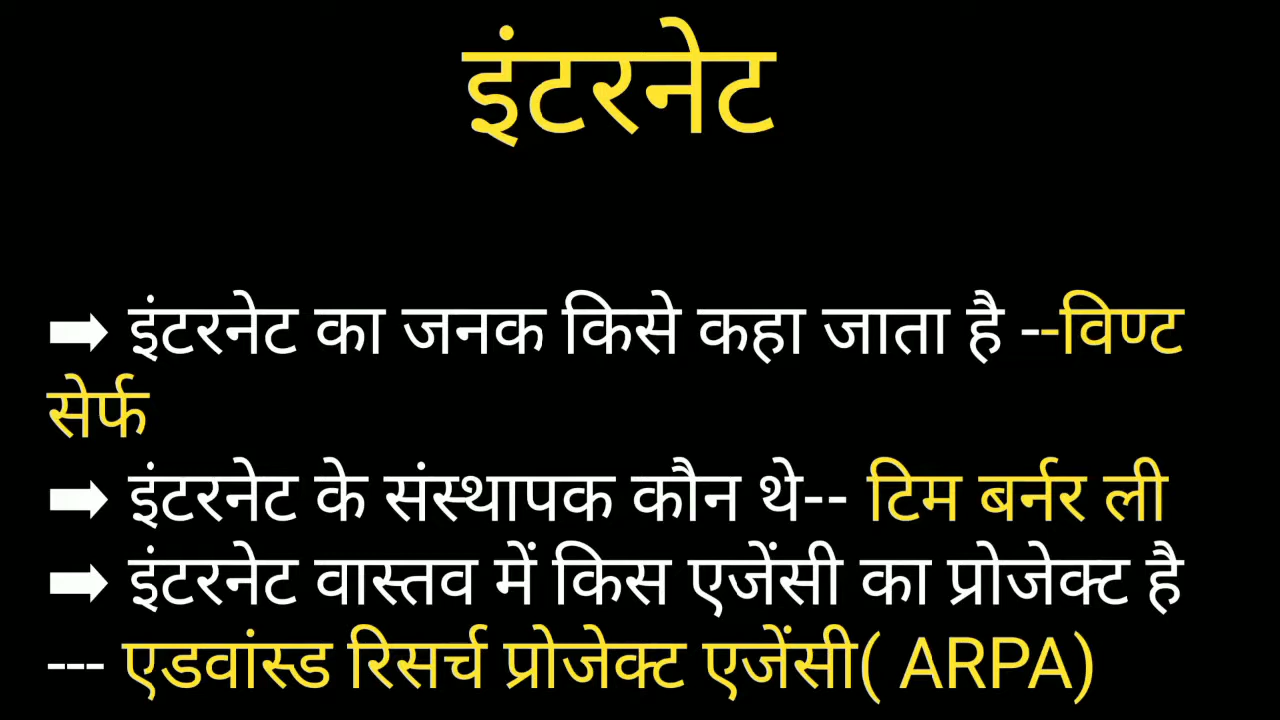 इंटरनेट
➡ इंटरनेट का जनक किसे कहा जाता है --विण्ट
सेर्फ
➡ इंटरनेट के संस्थापक कौन थे-- टिम बर्नर ली
➡ इंटरनेट वास्तव में किस एजेंसी का प्रोजेक्ट है
--- एडवांस्ड रिसर्च प्रोजेक्ट एजेंसी( ARPA)